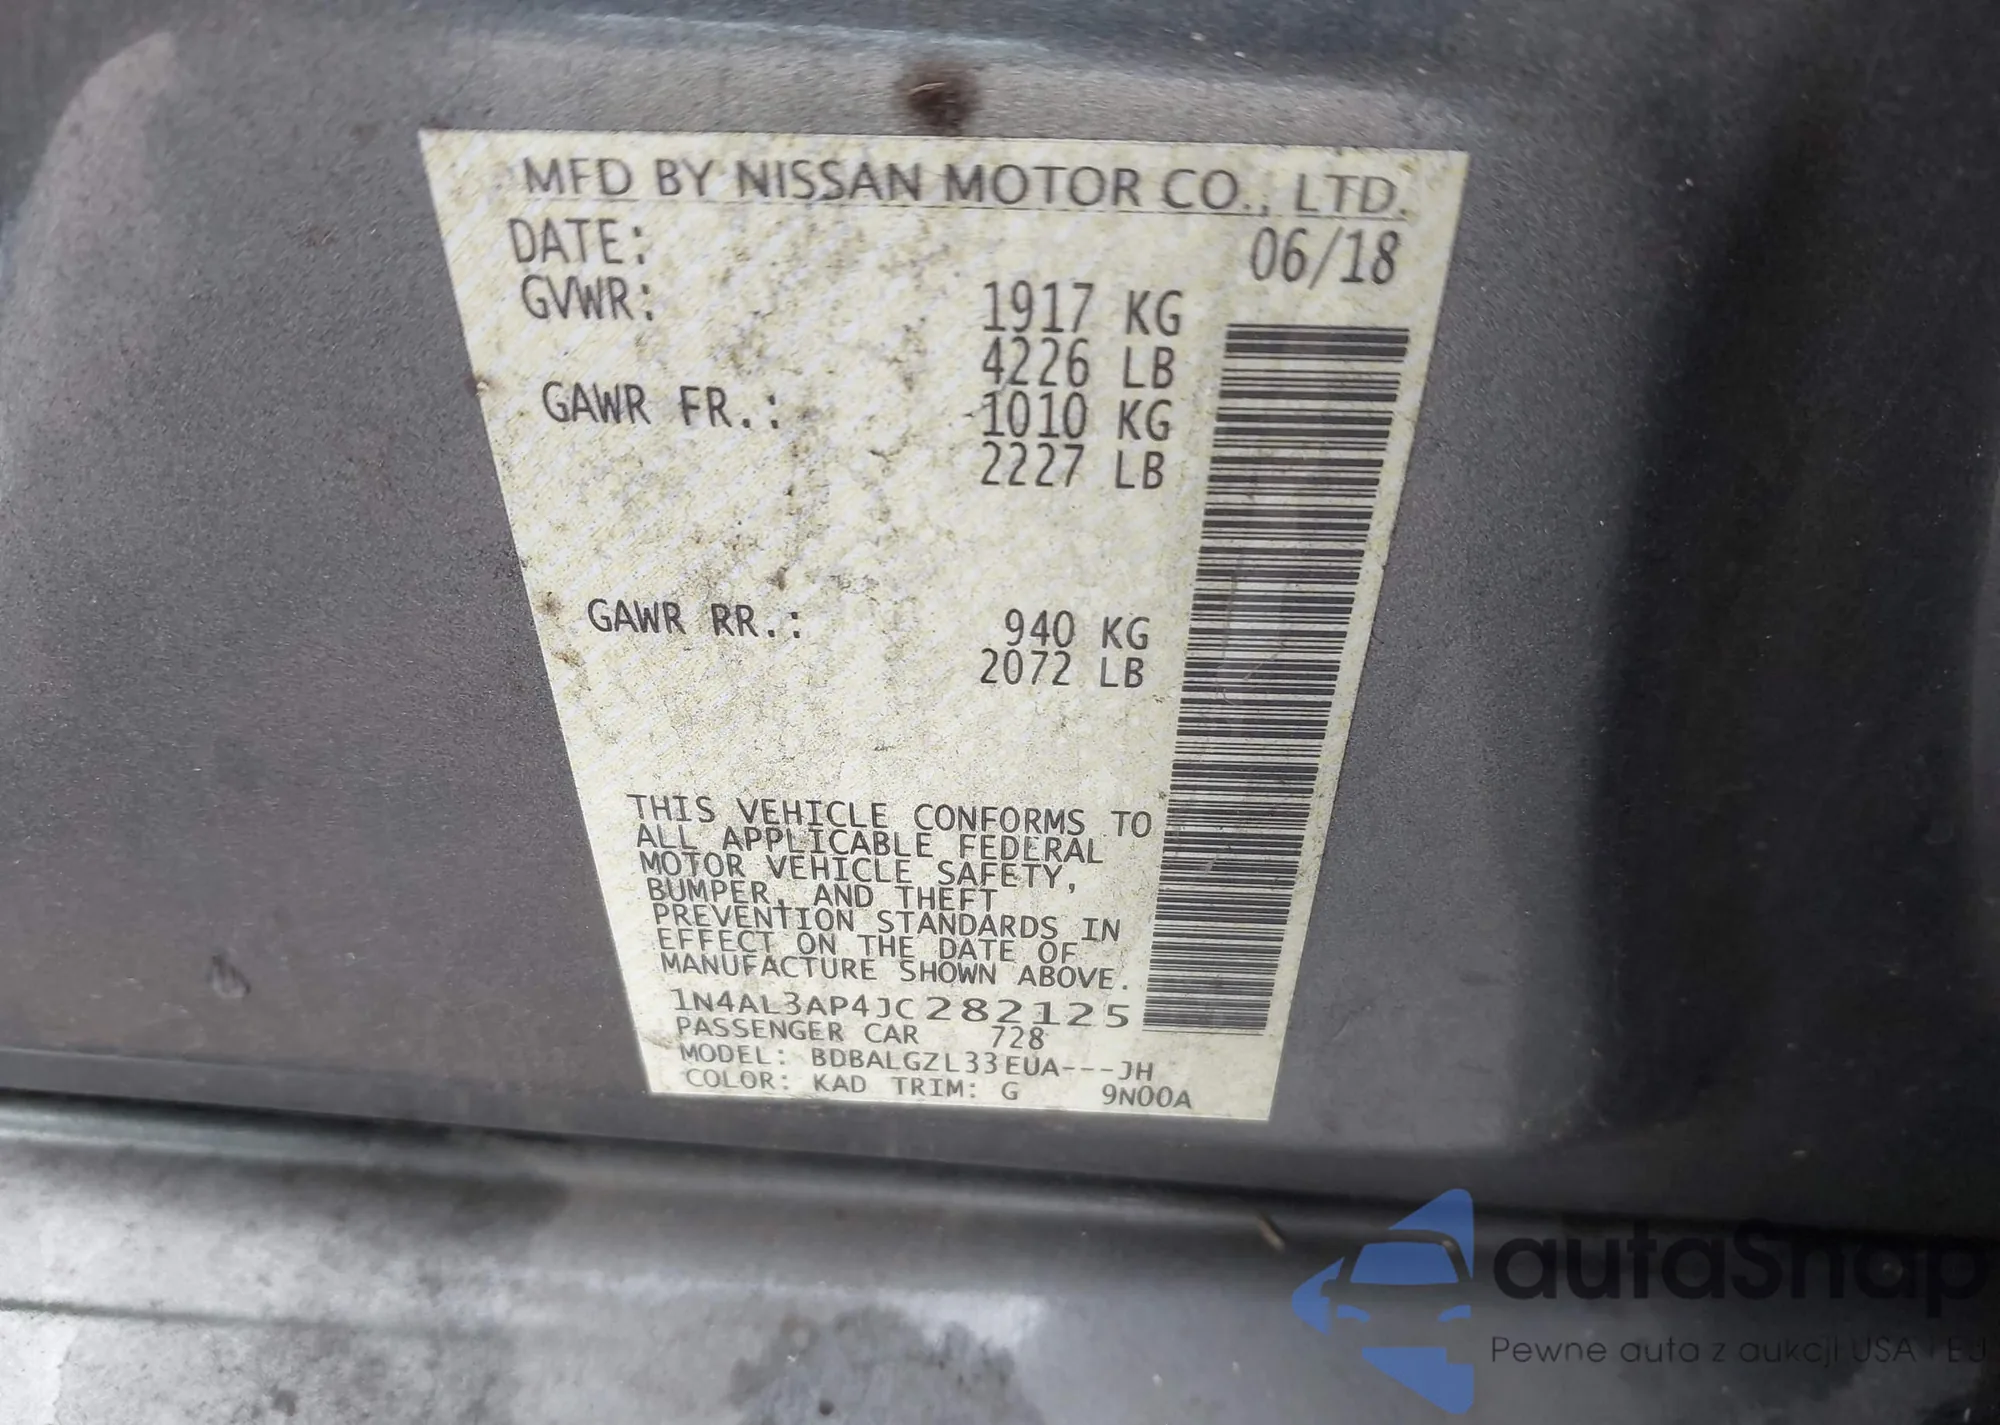 MFD BY NISSAN MOTOR CO., LTD.
DATE: 06/18
GVWR: 1917 KG
4226 LB
GAWR FR.: 1010 KG
2227 LB
GAWR RR.: 940 KG
2072 LB
THIS VEHICLE CONFORMS TO
ALL APPLICABLE FEDERAL
MOTOR VEHICLE SAFETY,
BUMPER, AND THEFT
PREVENTION STANDARDS IN
EFFECT ON THE DATE OF
MANUFACTURE SHOWN ABOVE.
1N4AL3AP4JC282125
PASSENGER CAR 728
MODEL: BDBALGZL33EUA---JH
COLOR: KAD TRIM: G 9N00A
autaSnap
Pewne auta z aukcji USA i EU